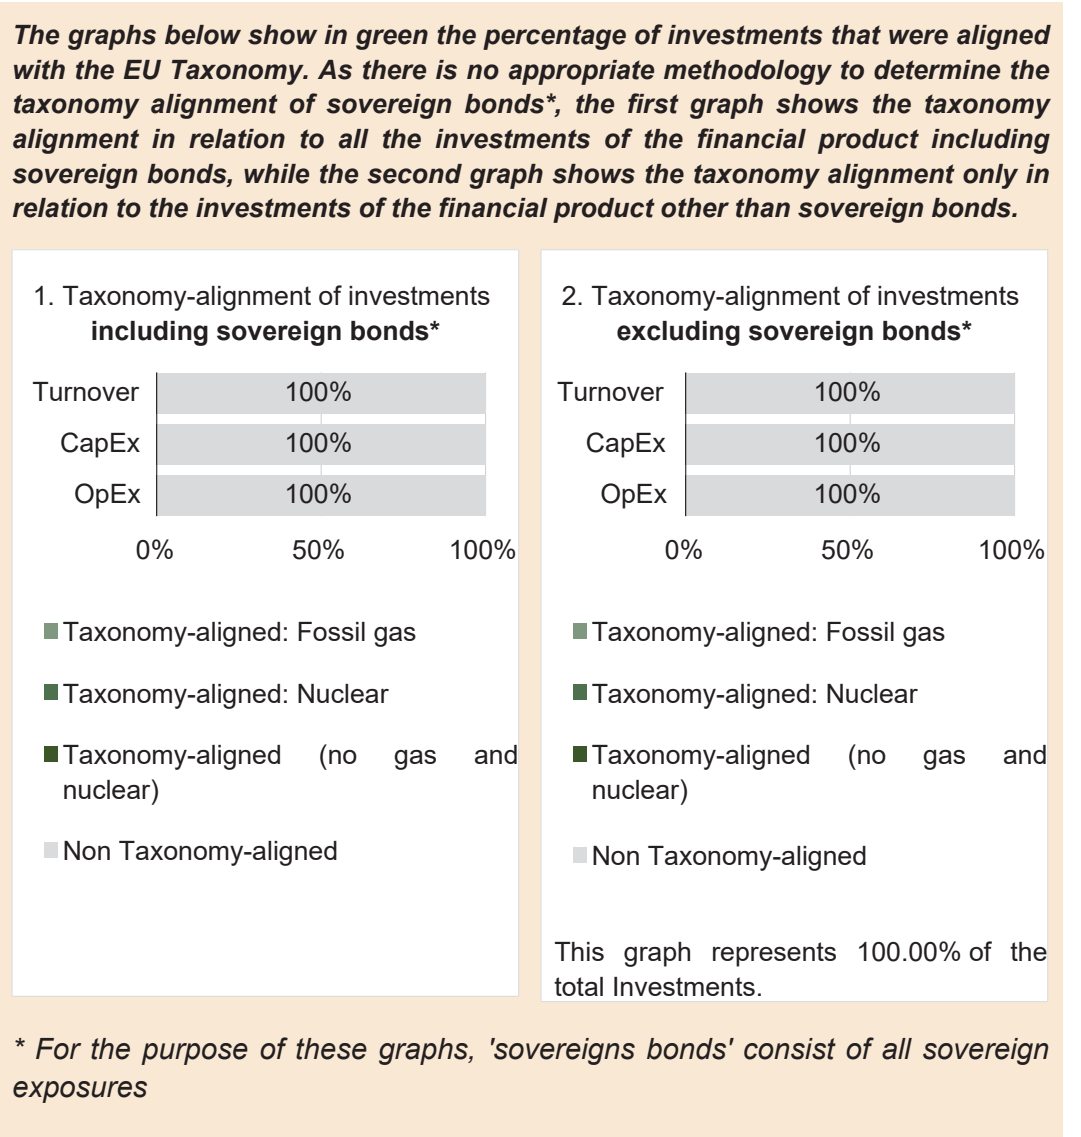 The graphs below show in green the percentage of investments that were aligned
with the EU Taxonomy. As there is no appropriate methodology to determine the
taxonomy alignment of sovereign bonds*, the first graph shows the taxonomy
alignment in relation to all the investments of the financial product including
sovereign bonds, while the second graph shows the taxonomy alignment only in
relation to the investments of the financial product other than sovereign bonds.
1. Taxonomy-alignment of investments
including sovereign bonds*
Turnover 100%
CapEx 100%
OpEx 100%
0% 50% 100%
Taxonomy-aligned: Fossil gas
Taxonomy-aligned: Nuclear
Taxonomy-aligned (no gas and
nuclear)
Non Taxonomy-aligned
2. Taxonomy-alignment of investments
excluding sovereign bonds*
Turnover 100%
CapEx 100%
OpEx 100%
0% 50% 100%
Taxonomy-aligned: Fossil gas
Taxonomy-aligned: Nuclear
Taxonomy-aligned (no gas and
nuclear)
Non Taxonomy-aligned
This graph represents 100.00% of the
total Investments.
* For the purpose of these graphs, 'sovereigns bonds' consist of all sovereign
exposures